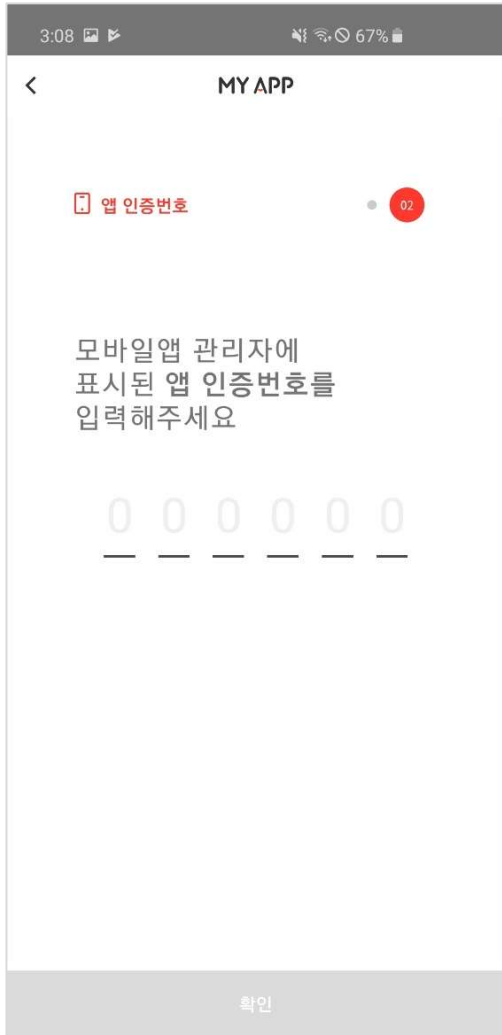 3:08 67%
MY APP
앱 인증번호 02
모바일앱 관리자에
표시된 앱 인증번호를
입력해주세요
0 0 0 0 0 0
확인